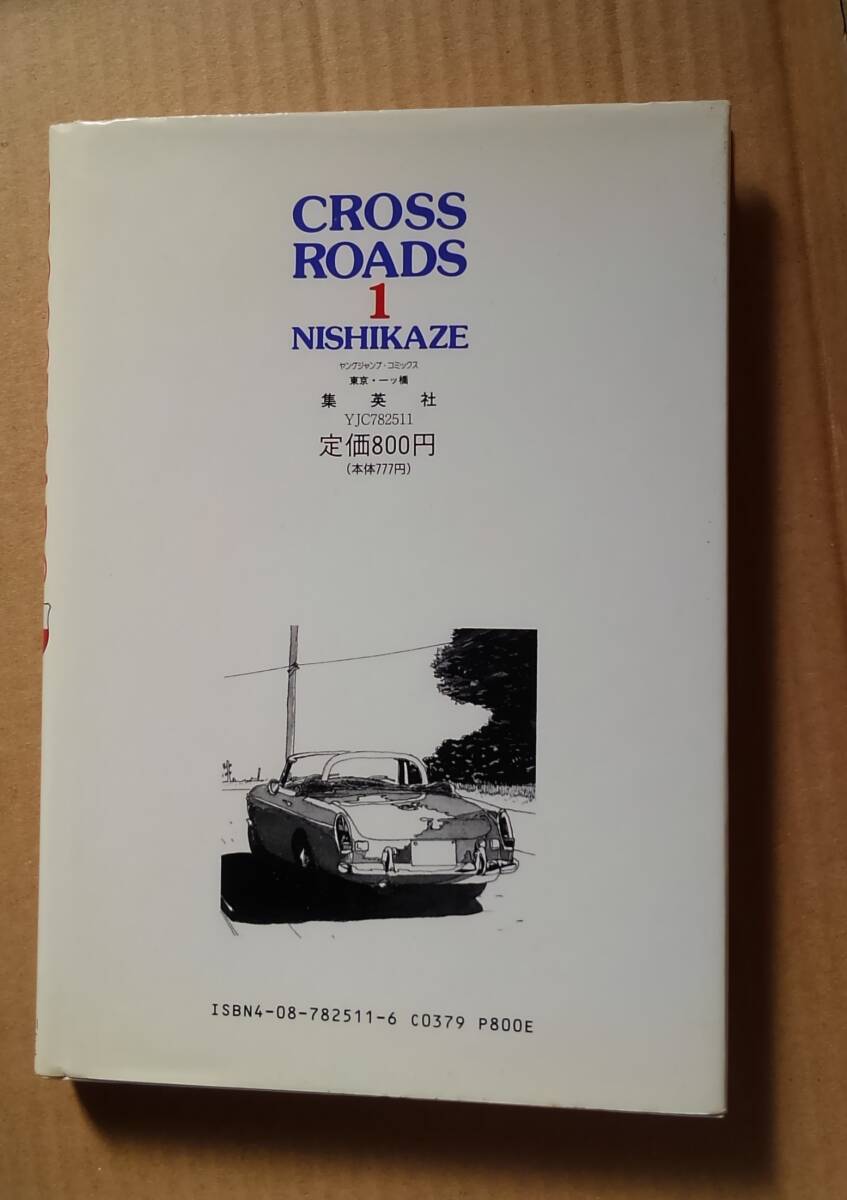 CROSS
ROADS
1
NISHIKAZE
ヤングジャンプ・コミックス
東京・一ッ橋
集英社
YJC782511
定価800円
(本体777円)
ISBN4-08-782511-6 C0379 P800E